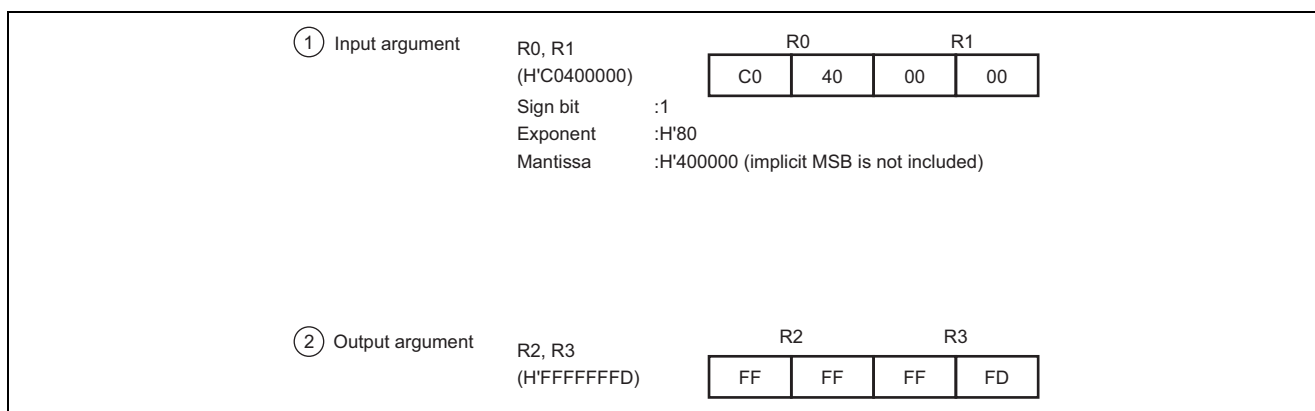 1 Input argument
R0, R1
(H'C0400000)
R0 R1
C0 40 00 00
Sign bit :1
Exponent :H'80
Mantissa :H'400000 (implicit MSB is not included)
2 Output argument
R2, R3
(H'FFFFFFFD)
R2 R3
FF FF FF FD